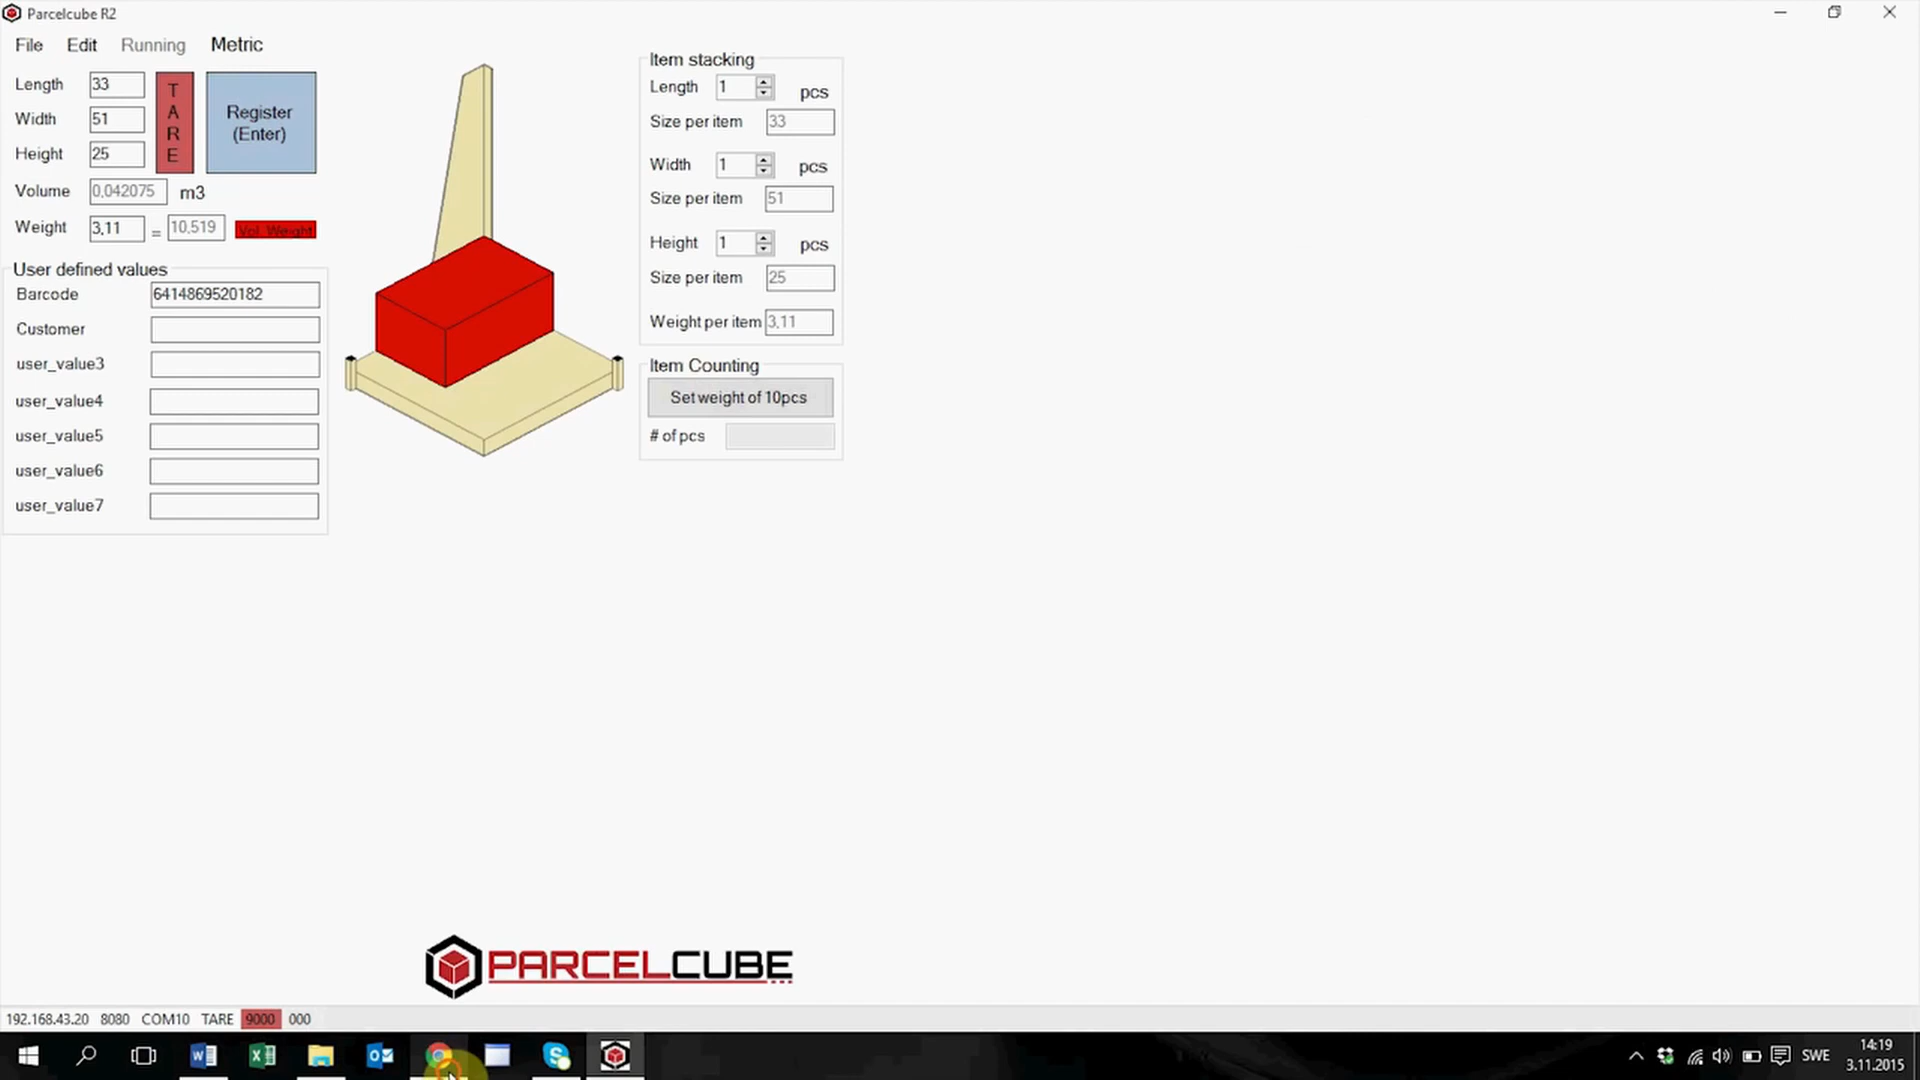 Parcelcube R2
File Edit Running Metric
Length 33
Width 51
Height 25
TARE
Register
(Enter)
Volume 0,042075 m3
Weight 3,11 = 10,519 Vol. Weight
User defined values
Barcode 6414869520182
Customer
user_value3
user_value4
user_value5
user_value6
user_value7
Item stacking
Length 1 pcs
Size per item 33
Width 1 pcs
Size per item 51
Height 1 pcs
Size per item 25
Weight per item 3,11
Item Counting
Set weight of 10pcs
# of pcs
PARCELCUBE
192.168.43.20 8080 COM10 TARE 9000 000
SWE
14:19
3.11.2015